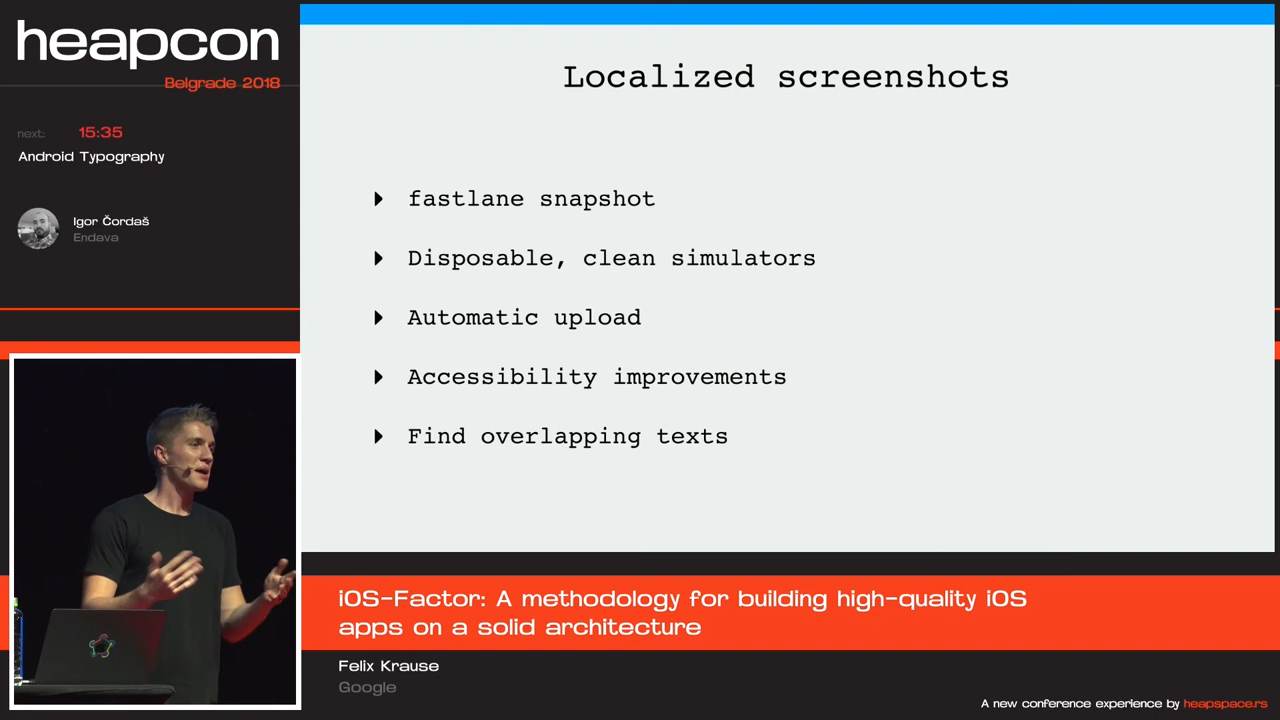 heapcon
Belgrade 2018
next: 15:35
Android Typography
Igor Čordaš
Endava
Localized screenshots
fastlane snapshot
Disposable, clean simulators
Automatic upload
Accessibility improvements
Find overlapping texts
iOS-Factor: A methodology for building high-quality iOS
apps on a solid architecture
Felix Krause
Google
A new conference experience by heapspace.rs